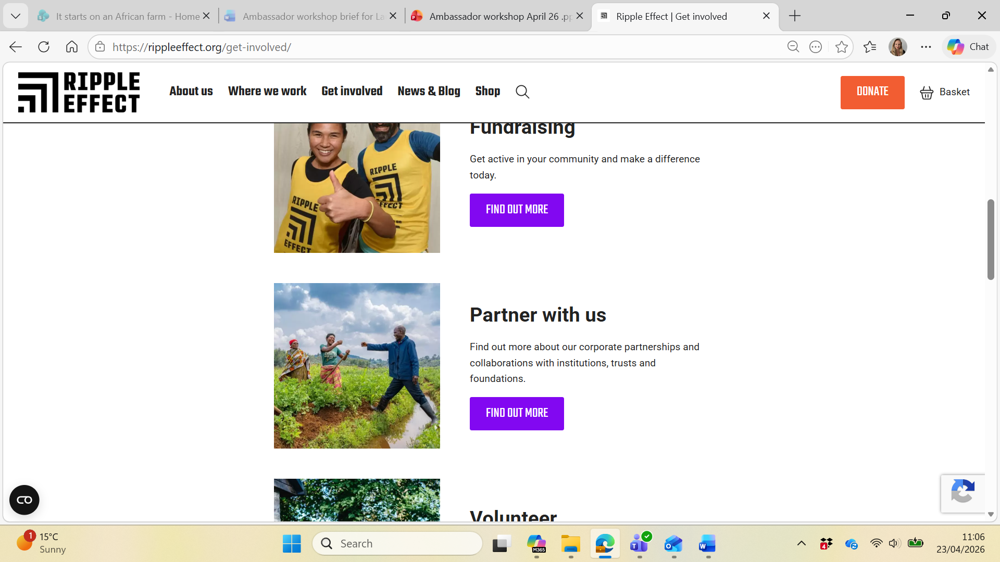 It starts on an African farm - Home
Ambassador workshop brief for La
Ambassador workshop April 26 .pp
Ripple Effect | Get involved
https://rippleeffect.org/get-involved/
Chat
RIPPLE
EFFECT
About us
Where we work
Get involved
News & Blog
Shop
DONATE
Basket
Fundraising
Get active in your community and make a difference
today.
FIND OUT MORE
RIPPLE
EFFECT
RIPPLE
EFFECT
Partner with us
Find out more about our corporate partnerships and
collaborations with institutions, trusts and
foundations.
FIND OUT MORE
Volunteer
1
15°C
Sunny
Search
M365
4
11:06
23/04/2026